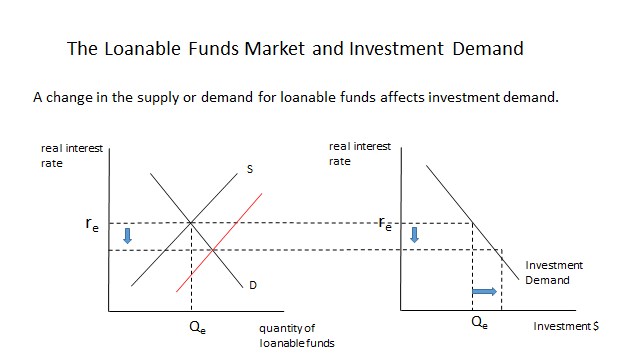 The Loanable Funds Market and Investment Demand
A change in the supply or demand for loanable funds affects investment demand.
real interest
rate
S
re
D
Qe
quantity of
loanable funds
real interest
rate
re
Investment
Demand
Qe
Investment $